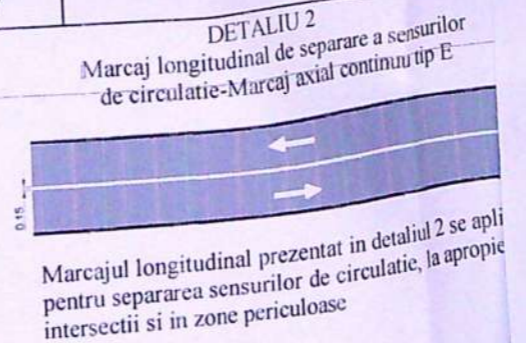 DETALIU 2
Marcaj longitudinal de separare a sensurilor
de circulatie-Marcaj axial continuu tip E
0.15
Marcajul longitudinal prezentat in detaliul 2 se apli
pentru separarea sensurilor de circulatie, la apropie
intersectii si in zone periculoase